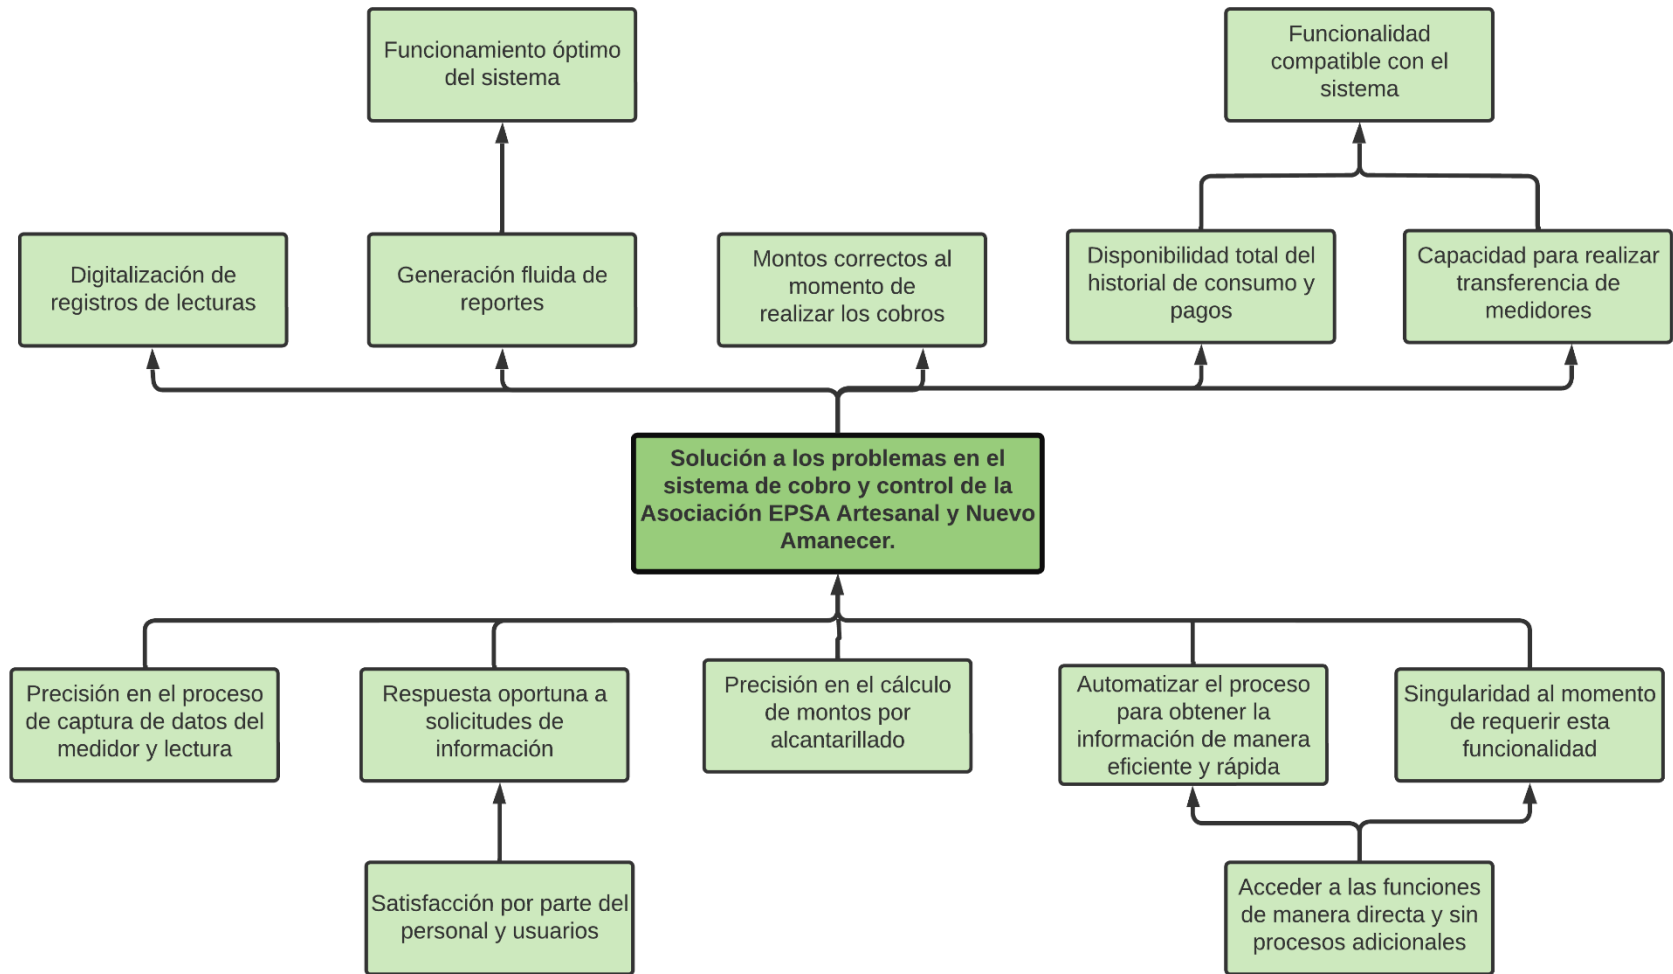 Funcionamiento óptimo
del sistema
Funcionalidad
compatible con el
sistema
Digitalización de
registros de lecturas
Generación fluida de
reportes
Montos correctos al
momento de
realizar los cobros
Disponibilidad total del
historial de consumo y
pagos
Capacidad para realizar
transferencia de
medidores
Solución a los problemas en el
sistema de cobro y control de la
Asociación EPSA Artesanal y Nuevo
Amanecer.
Precisión en el proceso
de captura de datos del
medidor y lectura
Respuesta oportuna a
solicitudes de
información
Precisión en el cálculo
de montos por
alcantarillado
Automatizar el proceso
para obtener la
información de manera
eficiente y rápida
Singularidad al momento
de requerir esta
funcionalidad
Satisfacción por parte del
personal y usuarios
Acceder a las funciones
de manera directa y sin
procesos adicionales